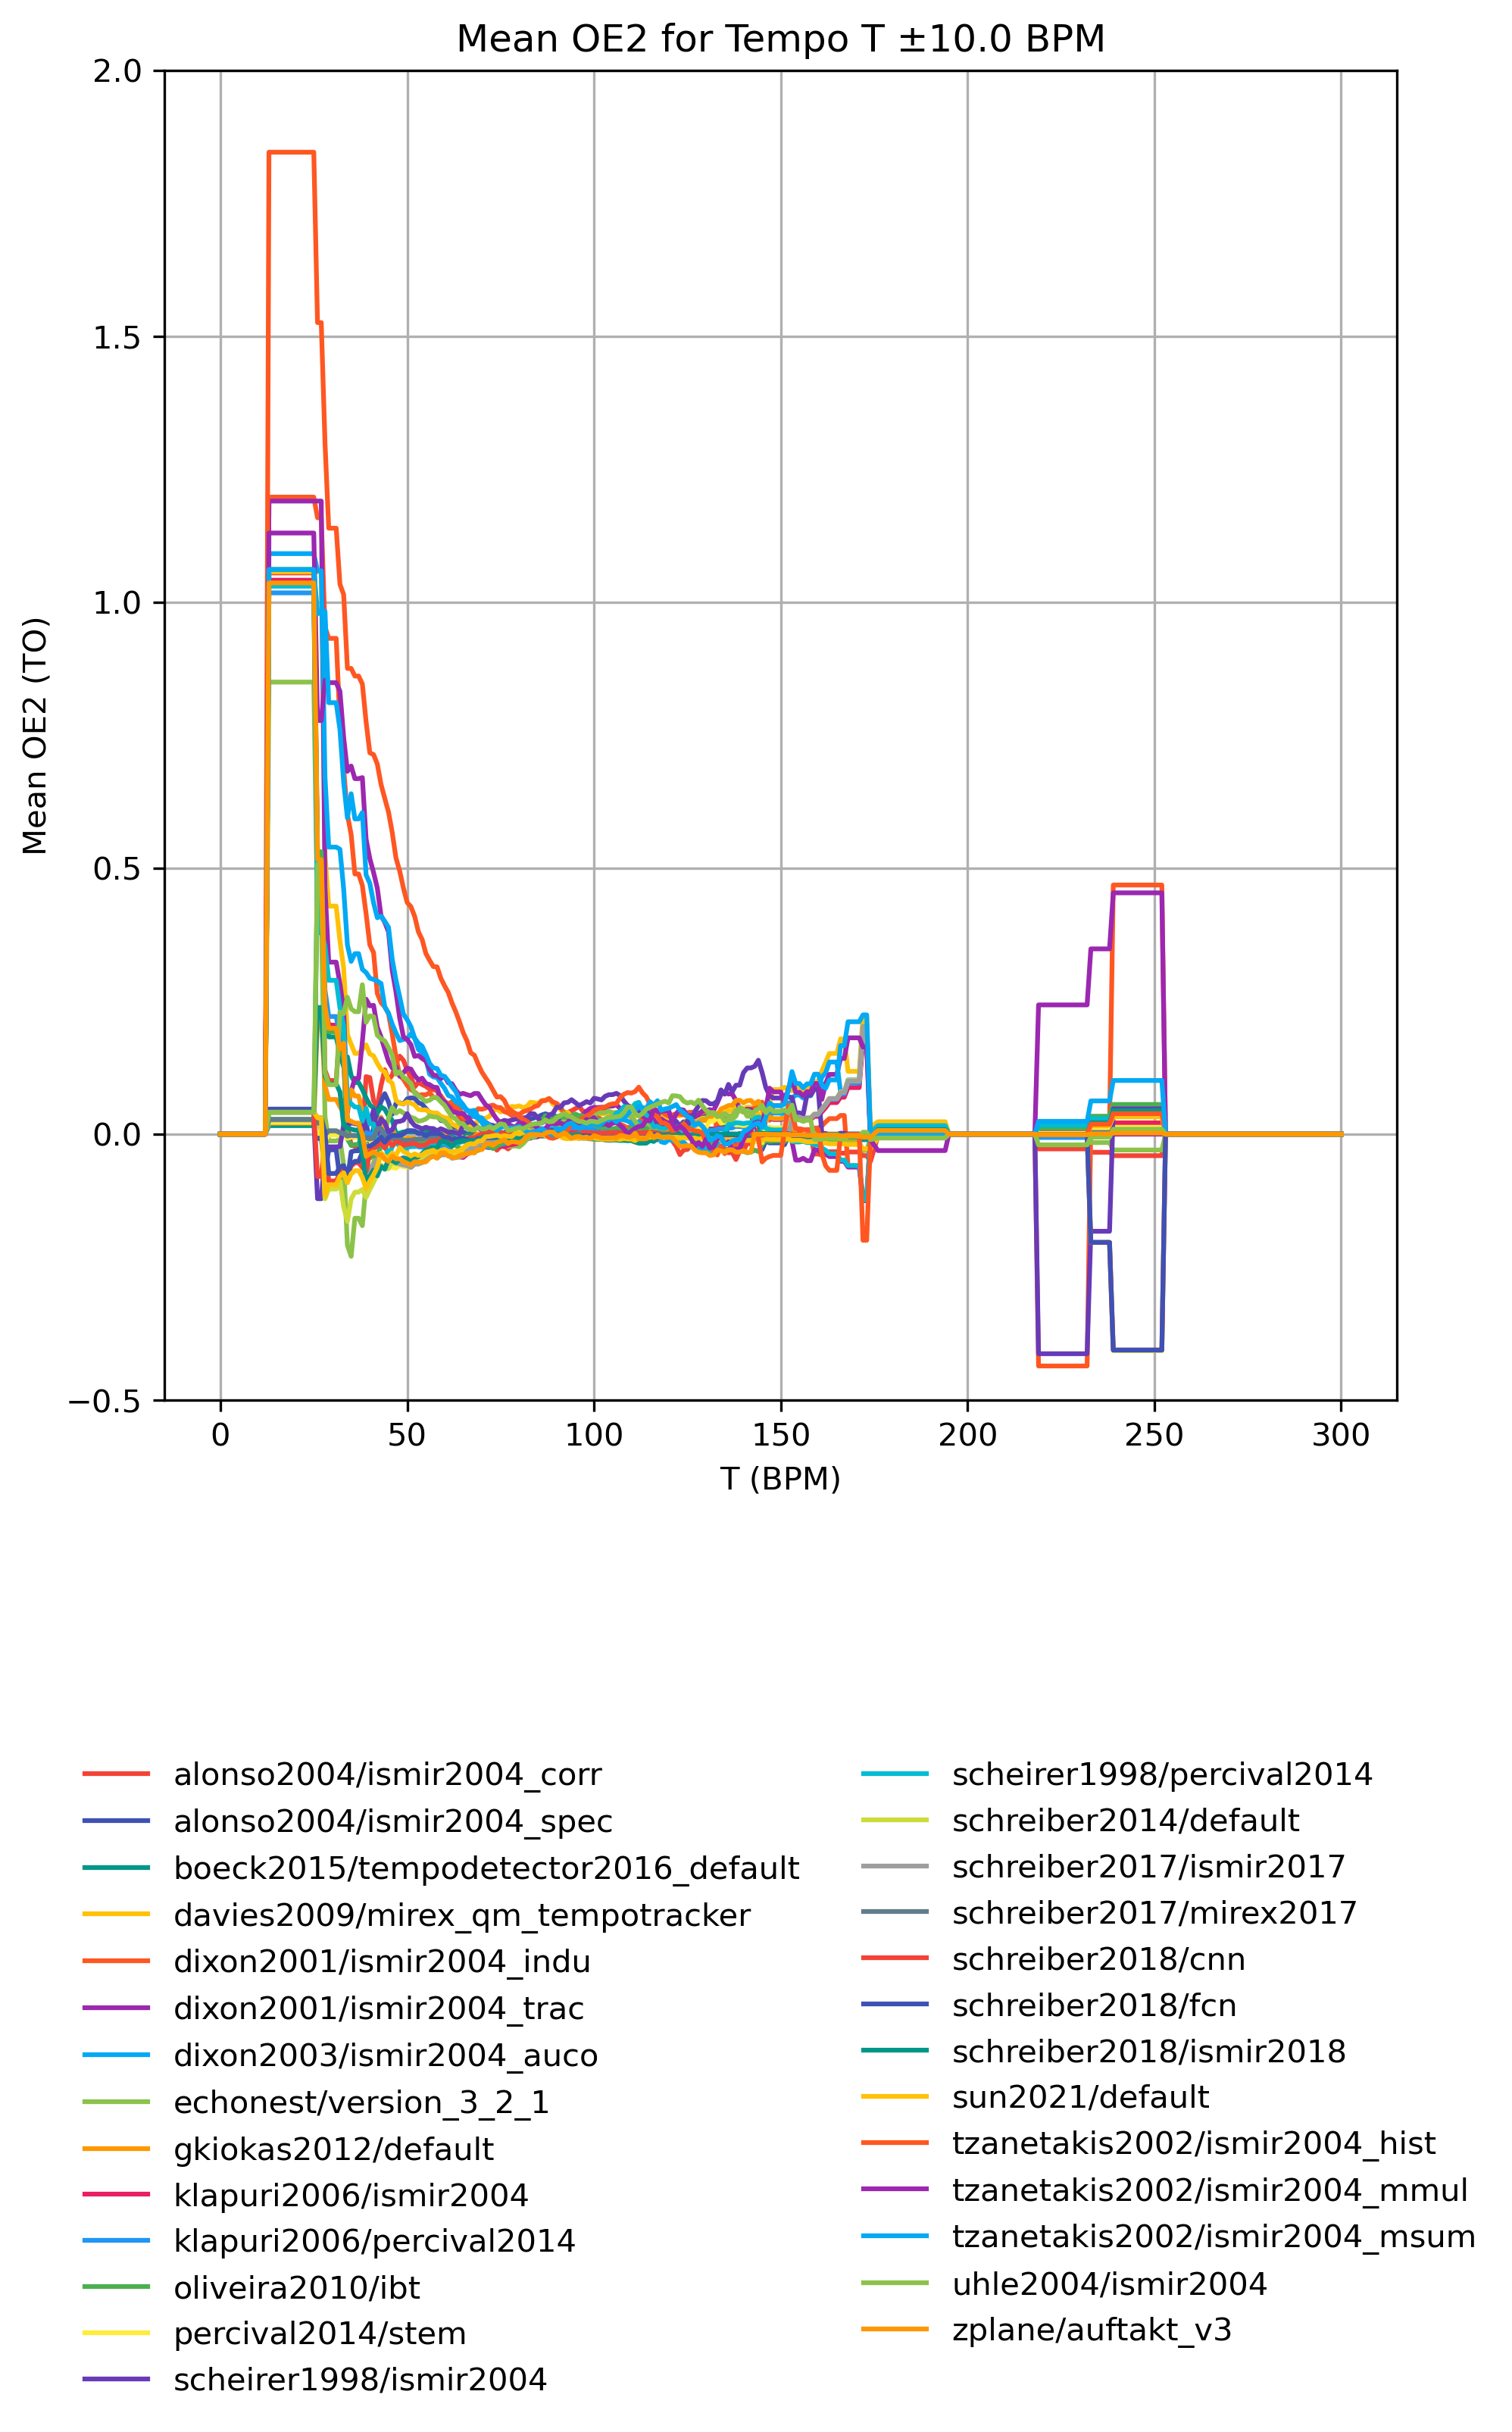 Mean OE2 for Tempo T ±10.0 BPM
2.0
1.5
1.0
0.5
0.0
−0.5
Mean OE2 (TO)
0 50 100 150 200 250 300
T (BPM)
alonso2004/ismir2004_corr
alonso2004/ismir2004_spec
boeck2015/tempodetector2016_default
davies2009/mirex_qm_tempotracker
dixon2001/ismir2004_indu
dixon2001/ismir2004_trac
dixon2003/ismir2004_auco
echonest/version_3_2_1
gkiokas2012/default
klapuri2006/ismir2004
klapuri2006/percival2014
oliveira2010/ibt
percival2014/stem
scheirer1998/ismir2004
scheirer1998/percival2014
schreiber2014/default
schreiber2017/ismir2017
schreiber2017/mirex2017
schreiber2018/cnn
schreiber2018/fcn
schreiber2018/ismir2018
sun2021/default
tzanetakis2002/ismir2004_hist
tzanetakis2002/ismir2004_mmul
tzanetakis2002/ismir2004_msum
uhle2004/ismir2004
zplane/auftakt_v3